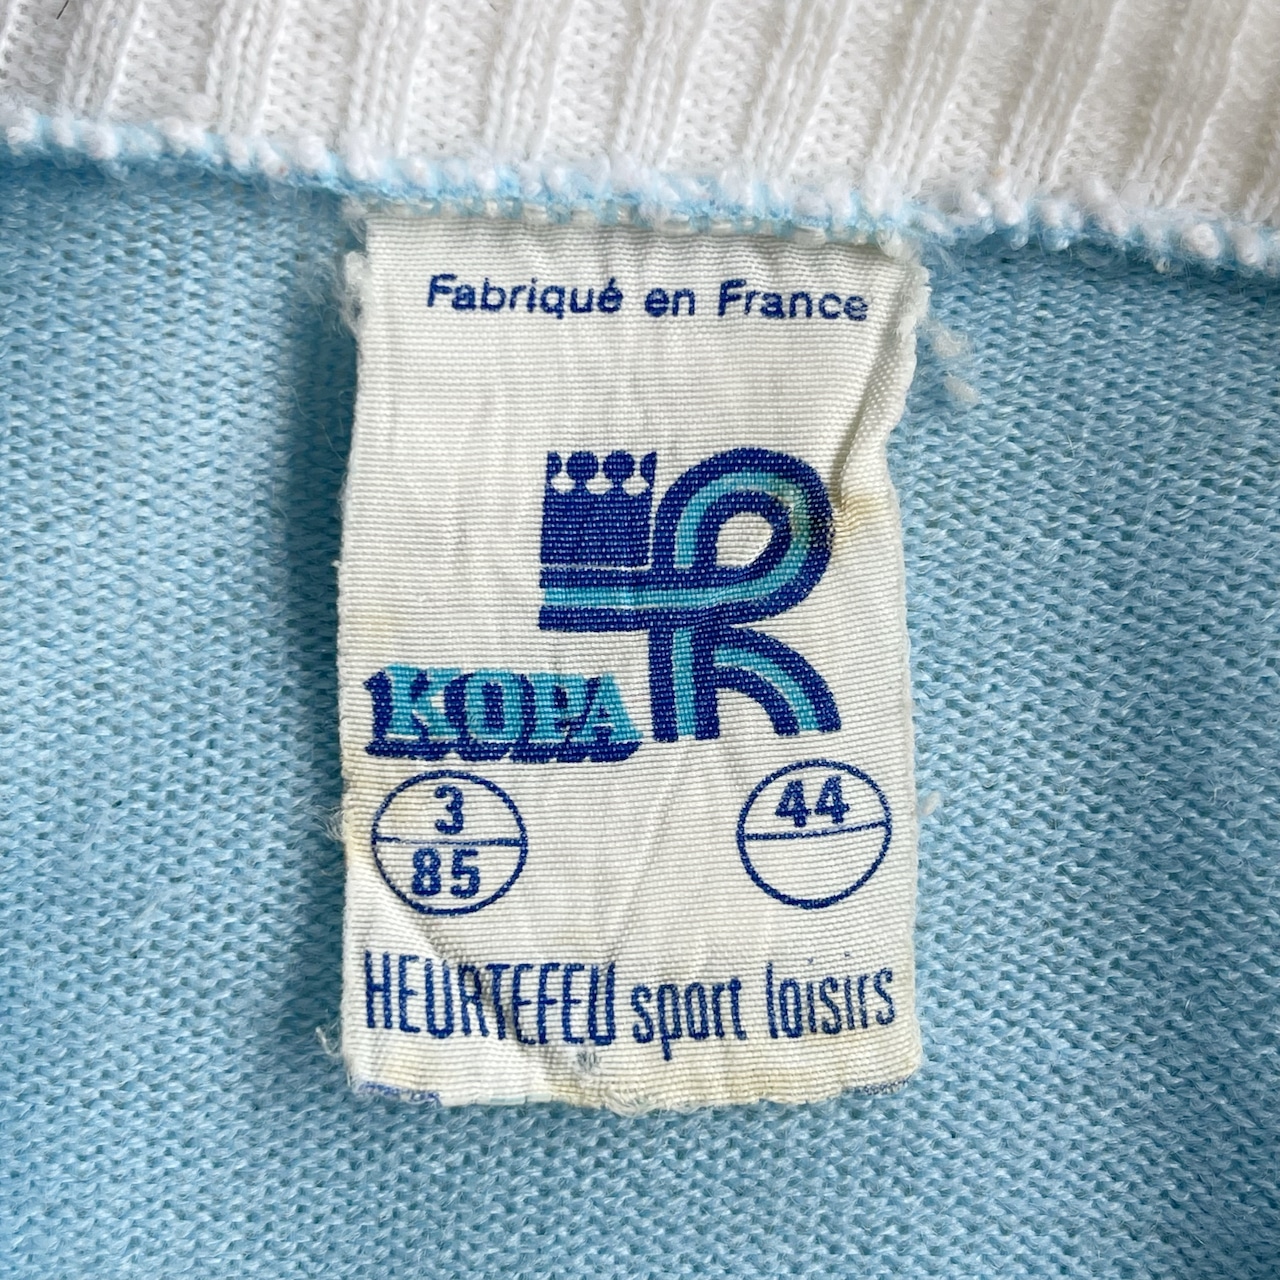 Fabriqué en France
KOPA
3
85
44
HEURTEFEU sport loisirs